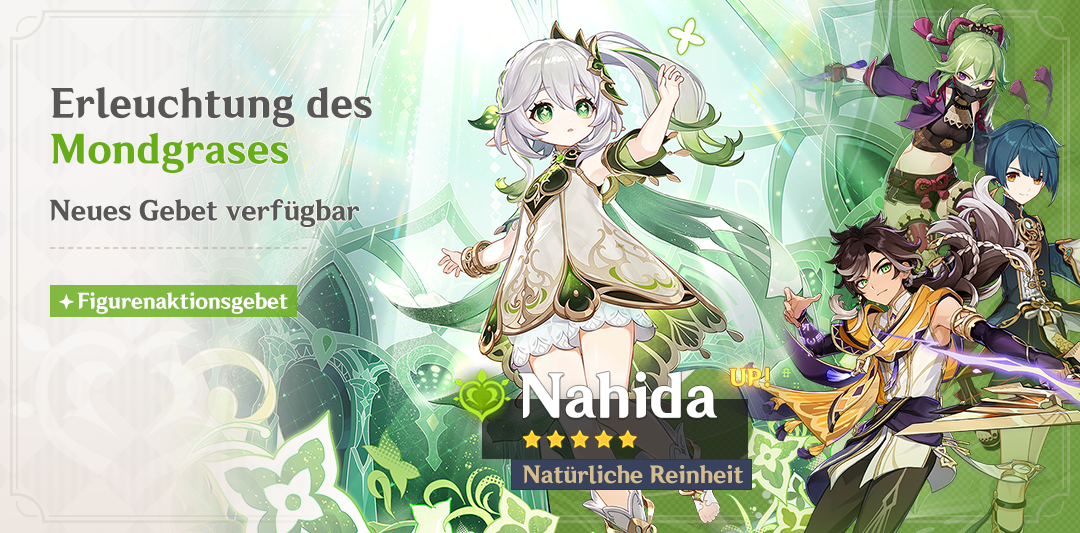 Erleuchtung des
Mondgrases
Neues Gebet verfügbar
Figurenaktionsgebet
Nahida UP!
Natürliche Reinheit